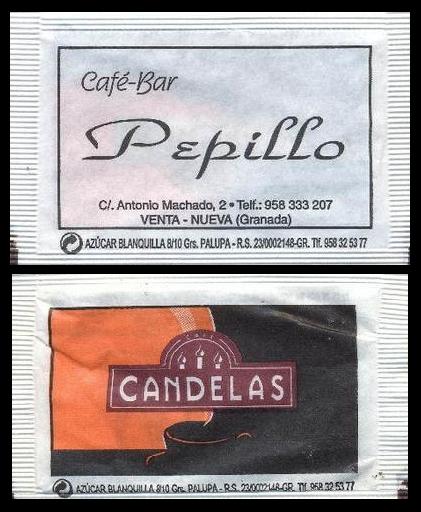 Café-Bar
Pepillo
C/. Antonio Machado, 2 • Telf.: 958 333 207
VENTA - NUEVA (Granada)
AZÚCAR BLANQUILLA 8/10 Grs. PALUPA - R.S. 23/0002148-GR. Tlf. 958 32 53 77
Café
CANDELAS
AZÚCAR BLANQUILLA 8/10 Grs. PALUPA - R.S. 23/0002148-GR. Tlf. 958 32 53 77